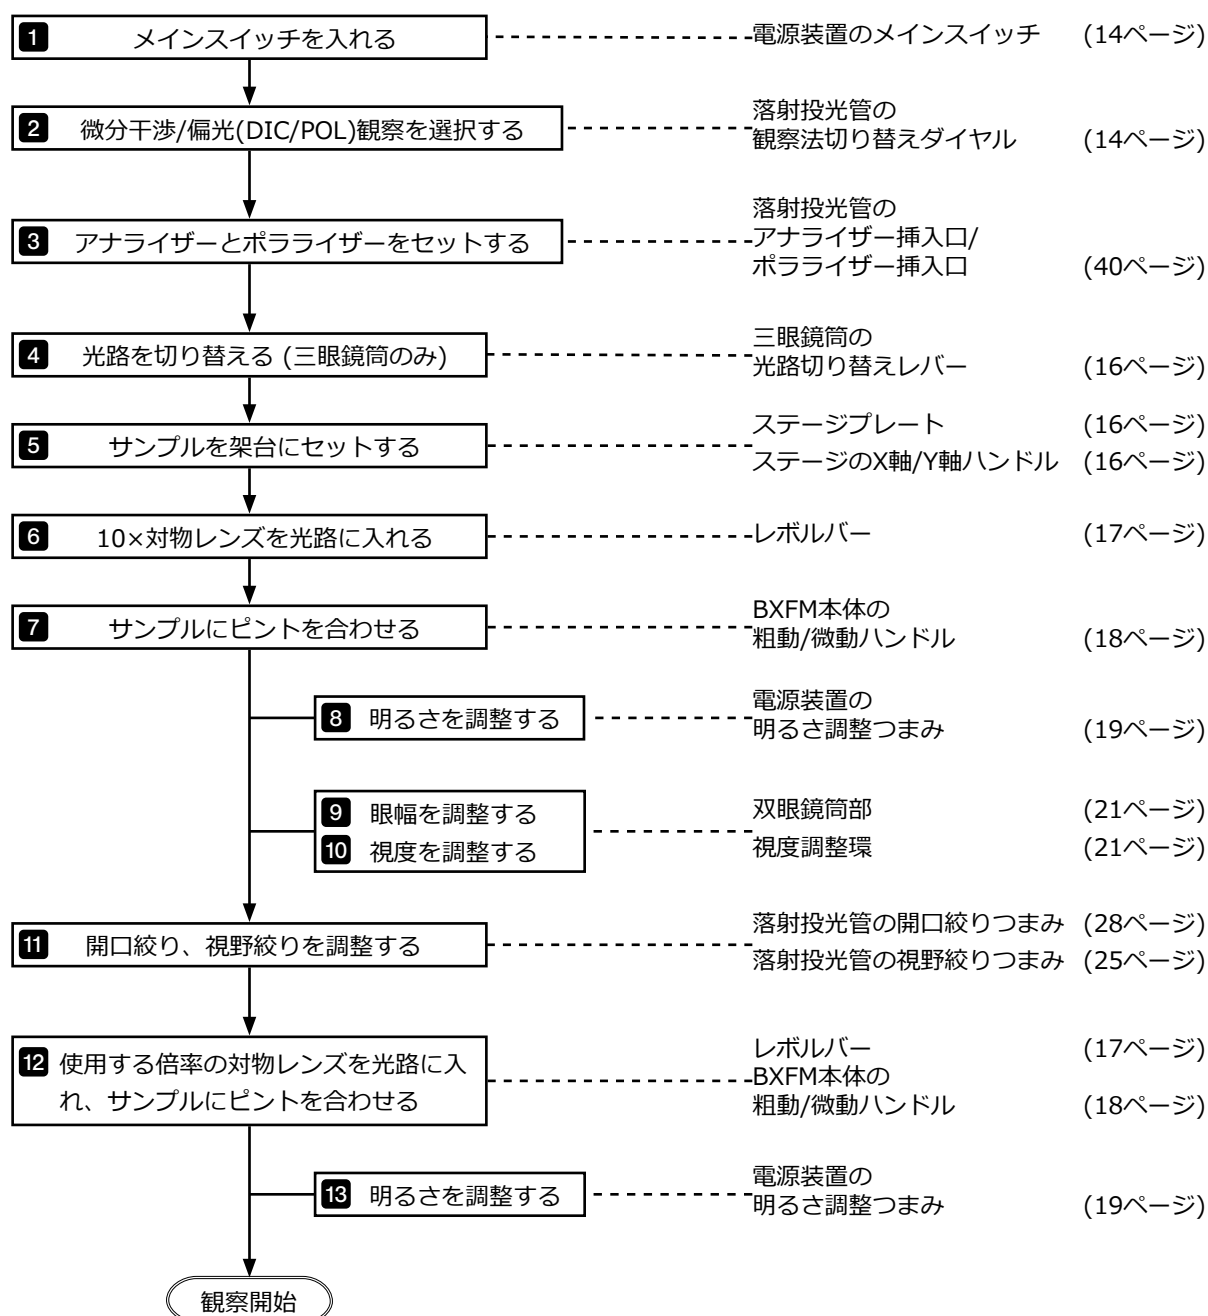 1 メインスイッチを入れる 電源装置のメインスイッチ (14ページ)
落射投光管の
2 微分干渉/偏光(DIC/POL)観察を選択する 観察法切り替えダイヤル (14ページ)
落射投光管の
3 アナライザーとポラライザーをセットする アナライザー挿入口/
ポラライザー挿入口 (40ページ)
三眼鏡筒の
4 光路を切り替える (三眼鏡筒のみ) 光路切り替えレバー (16ページ)
ステージプレート (16ページ)
5 サンプルを架台にセットする
ステージのX軸/Y軸ハンドル (16ページ)
6 10×対物レンズを光路に入れる レボルバー (17ページ)
BXFM本体の
7 サンプルにピントを合わせる 粗動/微動ハンドル (18ページ)
電源装置の
8 明るさを調整する 明るさ調整つまみ (19ページ)
9 眼幅を調整する 双眼鏡筒部 (21ページ)
10 視度を調整する 視度調整環 (21ページ)
落射投光管の開口絞りつまみ (28ページ)
11 開口絞り、視野絞りを調整する
落射投光管の視野絞りつまみ (25ページ)
レボルバー (17ページ)
12 使用する倍率の対物レンズを光路に入 BXFM本体の
れ、サンプルにピントを合わせる 粗動/微動ハンドル (18ページ)
電源装置の
13 明るさを調整する 明るさ調整つまみ (19ページ)
観察開始